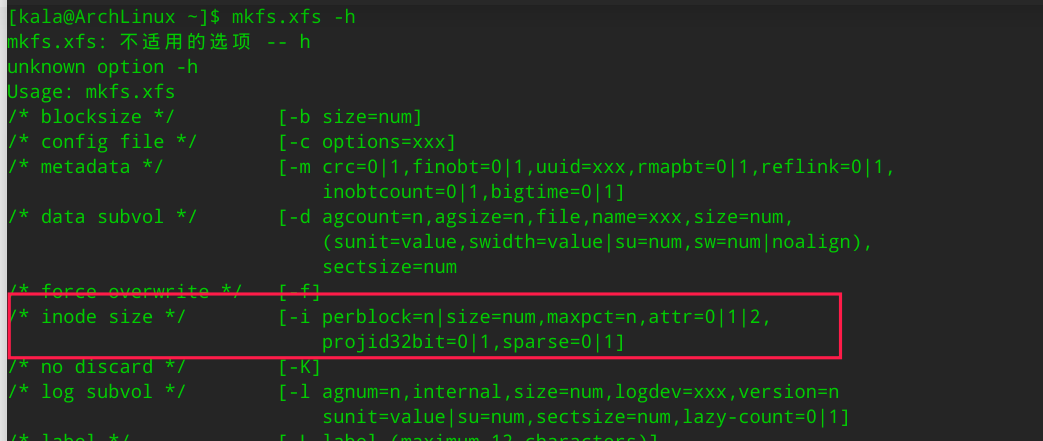 [kala@ArchLinux ~]$ mkfs.xfs -h
mkfs.xfs: 不适用的选项 -- h
unknown option -h
Usage: mkfs.xfs
/* blocksize */ [-b size=num]
/* config file */ [-c options=xxx]
/* metadata */ [-m crc=0|1,finobt=0|1,uuid=xxx,rmapbt=0|1,reflink=0|1,
inobtcount=0|1,bigtime=0|1]
/* data subvol */ [-d agcount=n,agsize=n,file,name=xxx,size=num,
(sunit=value,swidth=value|su=num,sw=num|noalign),
sectsize=num
/* force overwrite */ [-f]
/* inode size */ [-i perblock=n|size=num,maxpct=n,attr=0|1|2,
projid32bit=0|1,sparse=0|1]
/* no discard */ [-K]
/* log subvol */ [-l agnum=n,internal,size=num,logdev=xxx,version=n
sunit=value|su=num,sectsize=num,lazy-count=0|1]
/* label */ [-L label (maximum 12 characters)]